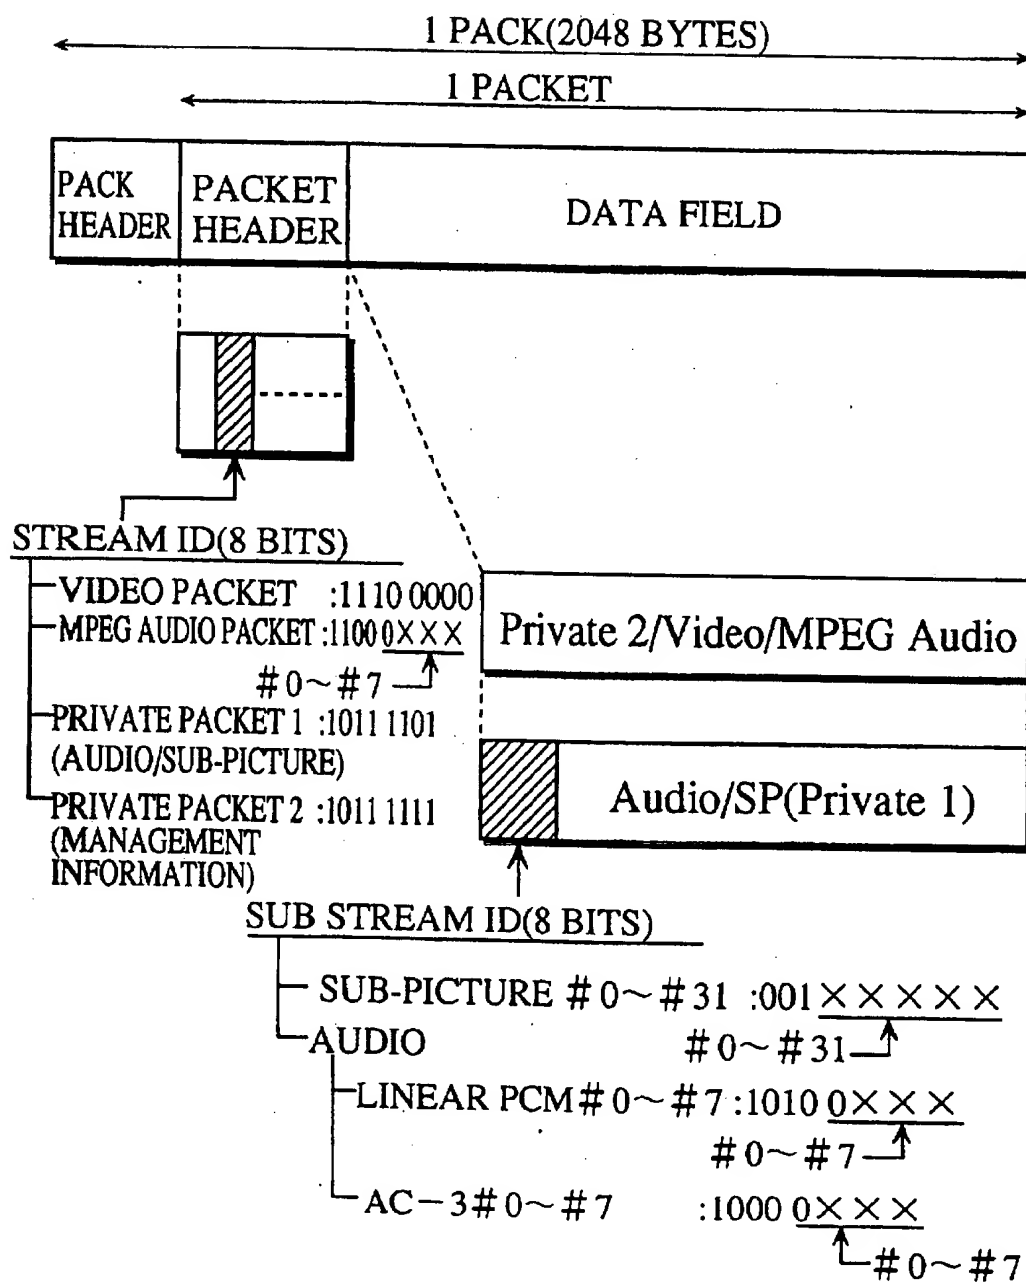 1 PACK(2048 BYTES)
1 PACKET
PACK HEADER
PACKET HEADER
DATA FIELD
STREAM ID(8 BITS)
VIDEO PACKET :1110 0000
MPEG AUDIO PACKET :1100 0×××
#0~#7
PRIVATE PACKET 1 :1011 1101
(AUDIO/SUB-PICTURE)
PRIVATE PACKET 2 :1011 1111
(MANAGEMENT
INFORMATION)
Private 2/Video/MPEG Audio
Audio/SP(Private 1)
SUB STREAM ID(8 BITS)
SUB-PICTURE #0~#31 :001×××××
#0~#31
AUDIO
LINEAR PCM#0~#7 :1010 0×××
#0~#7
AC-3#0~#7 :1000 0×××
#0~#7